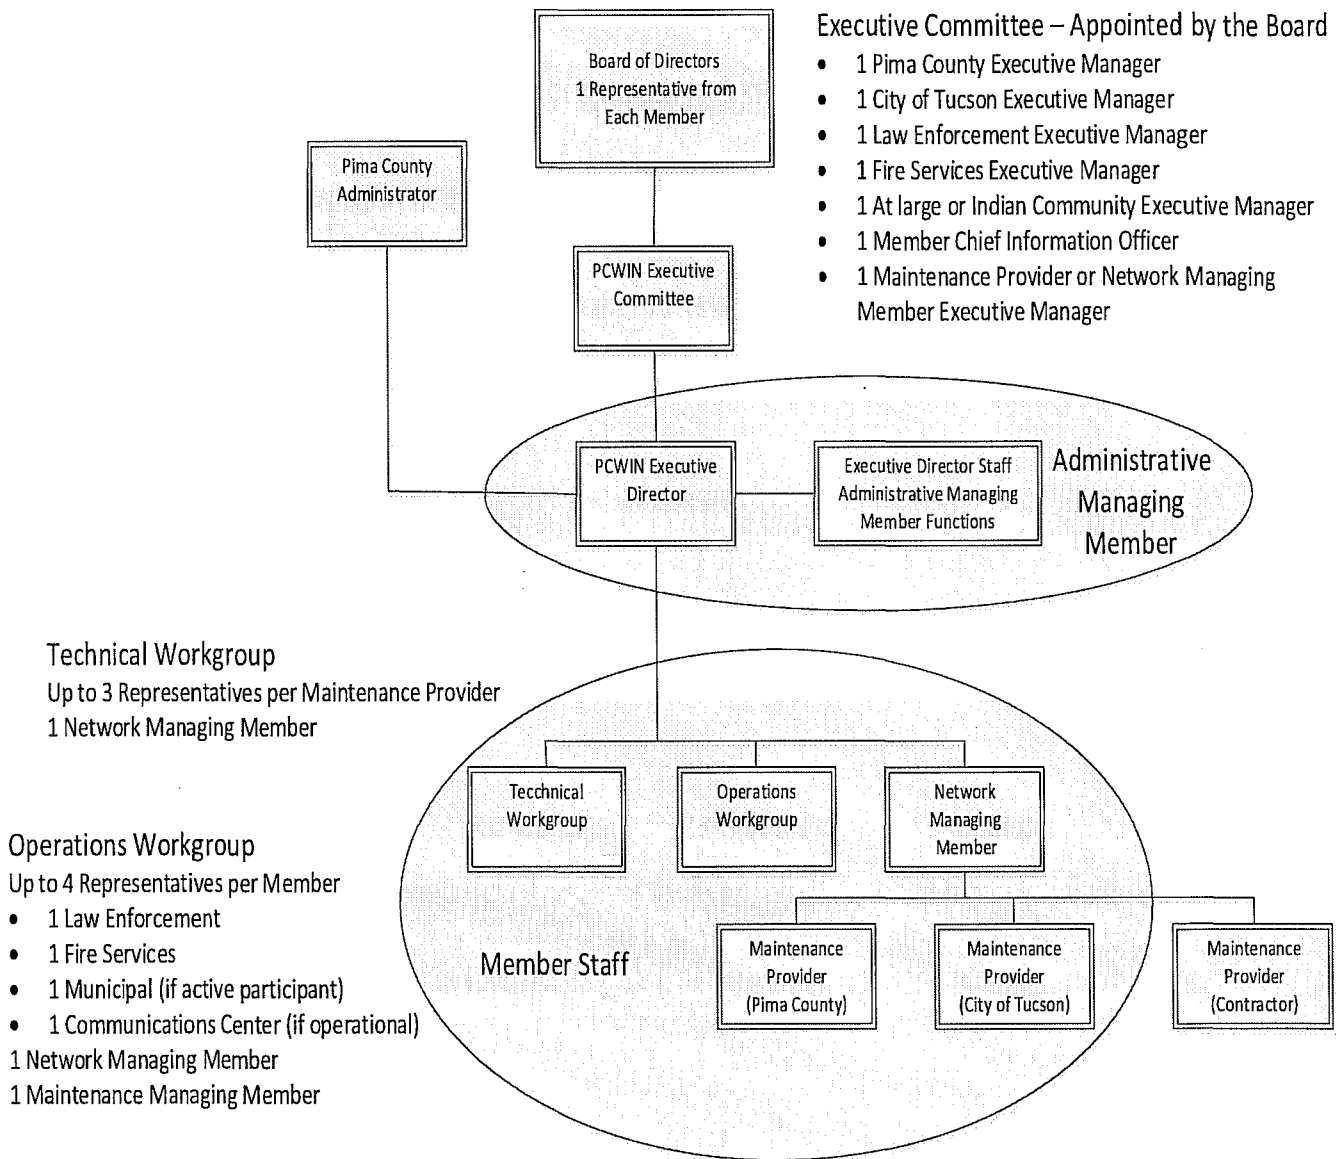 Executive Committee – Appointed by the Board
• 1 Pima County Executive Manager
• 1 City of Tucson Executive Manager
• 1 Law Enforcement Executive Manager
• 1 Fire Services Executive Manager
• 1 At large or Indian Community Executive Manager
• 1 Member Chief Information Officer
• 1 Maintenance Provider or Network Managing
Member Executive Manager
Board of Directors
1 Representative from
Each Member
Pima County
Administrator
PCWIN Executive
Committee
PCWIN Executive
Director
Executive Director Staff
Administrative Managing
Member Functions
Administrative
Managing
Member
Technical Workgroup
Up to 3 Representatives per Maintenance Provider
1 Network Managing Member
Tecchnical
Workgroup
Operations
Workgroup
Network
Managing
Member
Operations Workgroup
Up to 4 Representatives per Member
• 1 Law Enforcement
• 1 Fire Services
• 1 Municipal (if active participant)
• 1 Communications Center (if operational)
1 Network Managing Member
1 Maintenance Managing Member
Member Staff
Maintenance
Provider
(Pima County)
Maintenance
Provider
(City of Tucson)
Maintenance
Provider
(Contractor)